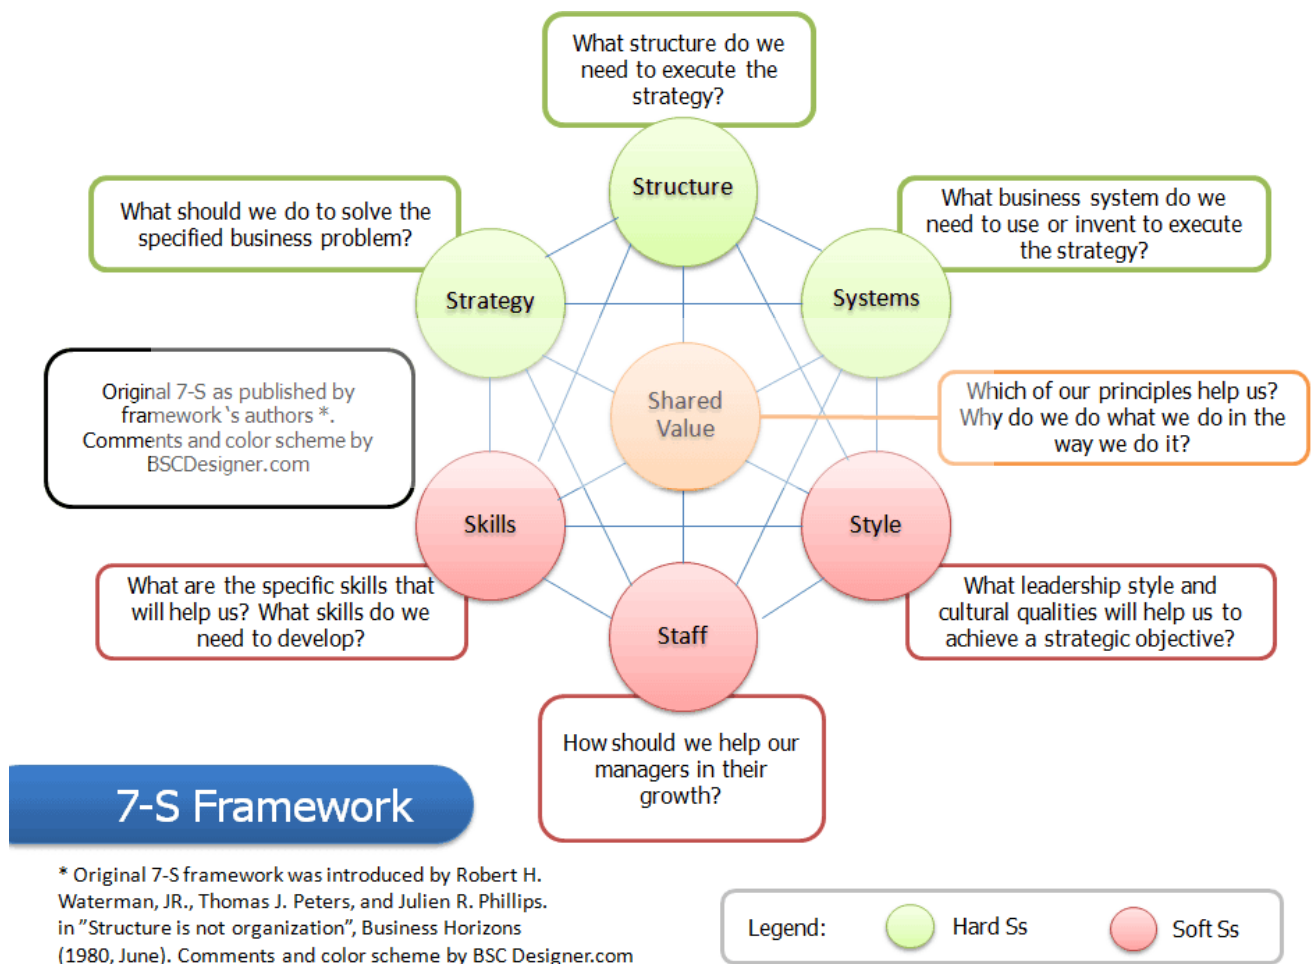 What structure do we
need to execute the
strategy?
Structure
What should we do to solve the
specified business problem?
What business system do we
need to use or invent to execute
the strategy?
Strategy
Systems
Original 7-S as published by
framework`s authors *.
Comments and color scheme by
BSCDesigner.com
Shared
Value
Which of our principles help us?
Why do we do what we do in the
way we do it?
Skills
Style
What are the specific skills that
will help us? What skills do we
need to develop?
Staff
What leadership style and
cultural qualities will help us to
achieve a strategic objective?
How should we help our
managers in their
growth?
7-S Framework
* Original 7-S framework was introduced by Robert H.
Waterman, JR., Thomas J. Peters, and Julien R. Phillips.
in ”Structure is not organization”, Business Horizons
(1980, June). Comments and color scheme by BSC Designer.com
Legend:
Hard Ss
Soft Ss